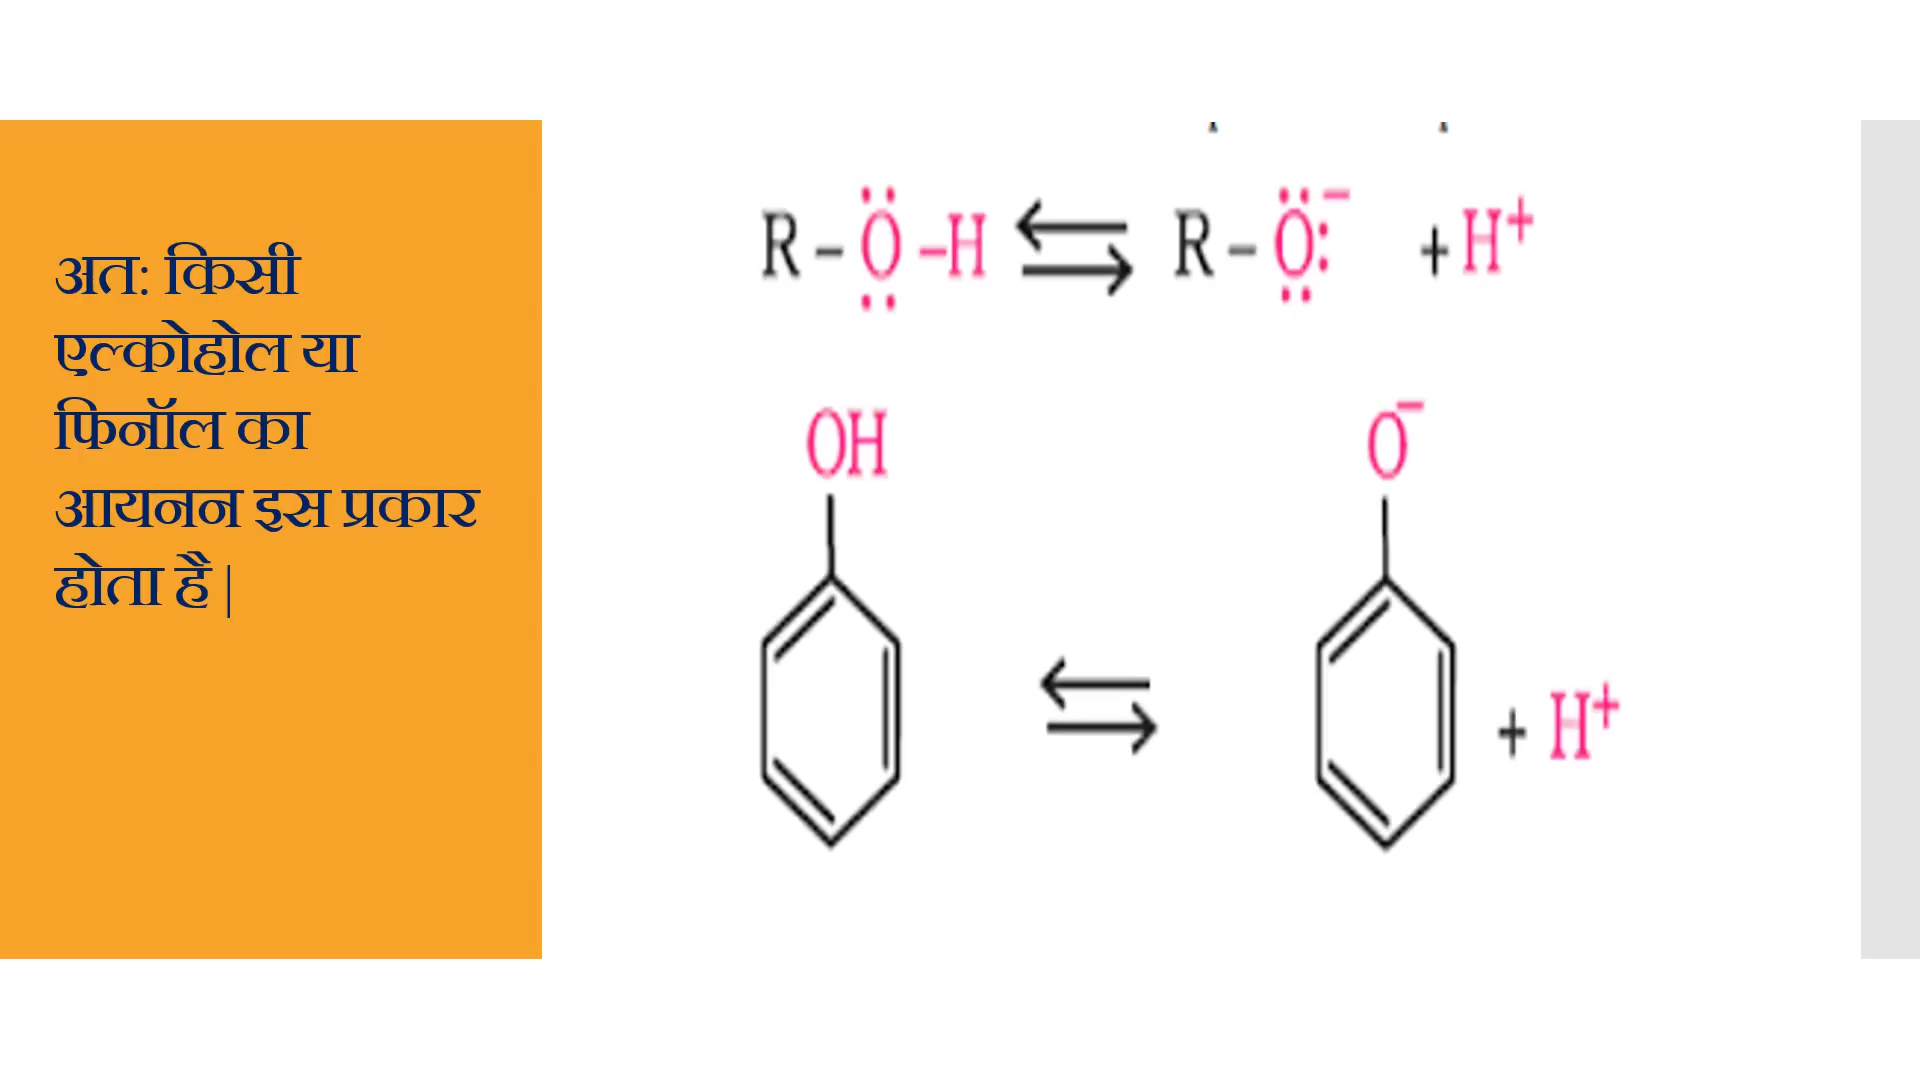 अत: किसी
एल्कोहोल या
फिनॉल का
आयनन इस प्रकार
होता है |
R – O – H ⇆ R – O⁻ + H⁺
OH O⁻
⇆ + H⁺